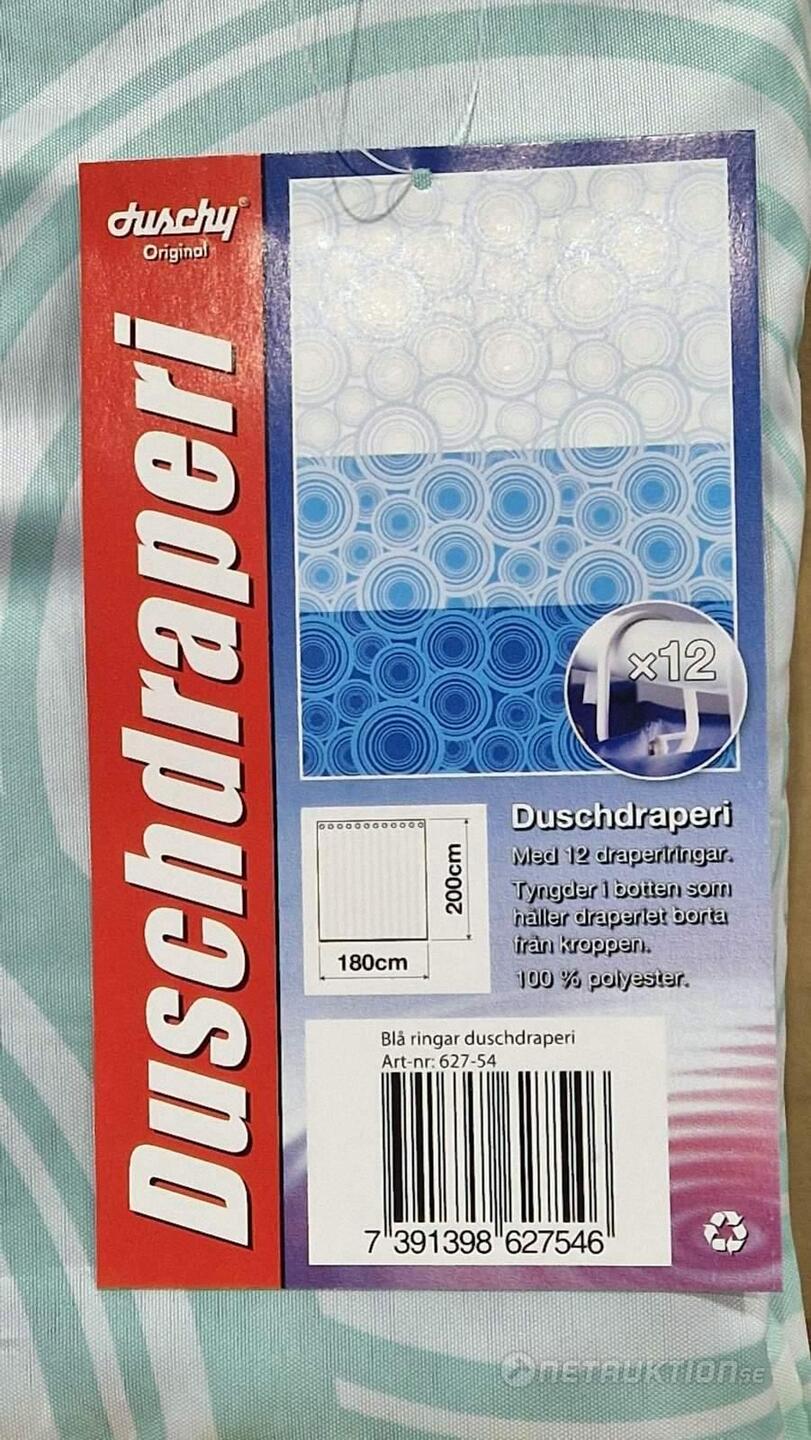 duschy®
Original
Duschdraperi
×12
200cm
180cm
Duschdraperi
Med 12 draperiringar.
Tyngder i botten som
håller draperiet borta
från kroppen.
100 % polyester.
Blå ringar duschdraperi
Art-nr: 627-54
7 391398 627546
NETAUKTION.SE